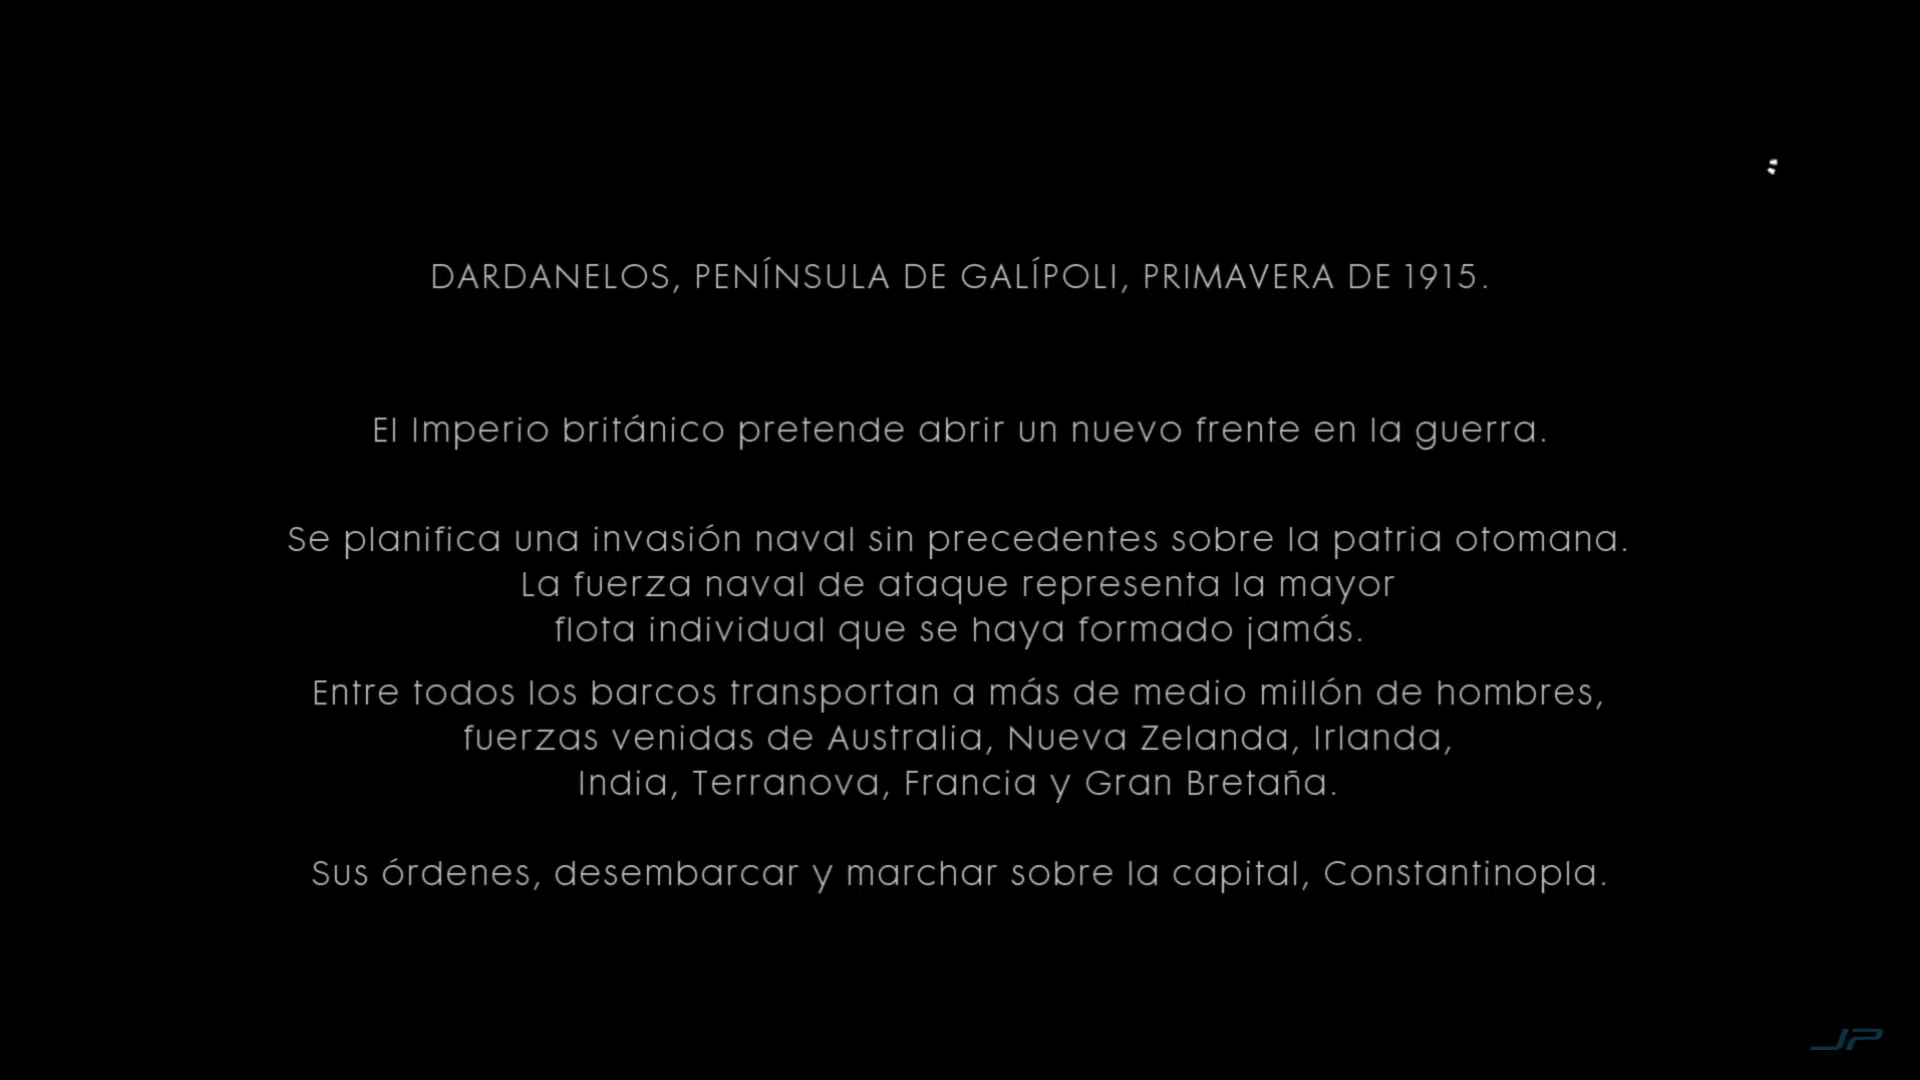 DARDANELOS, PENÍNSULA DE GALÍPOLI, PRIMAVERA DE 1915.
El Imperio británico pretende abrir un nuevo frente en la guerra.
Se planifica una invasión naval sin precedentes sobre la patria otomana.
La fuerza naval de ataque representa la mayor
flota individual que se haya formado jamás.
Entre todos los barcos transportan a más de medio millón de hombres,
fuerzas venidas de Australia, Nueva Zelanda, Irlanda,
India, Terranova, Francia y Gran Bretaña.
Sus órdenes, desembarcar y marchar sobre la capital, Constantinopla.
JP